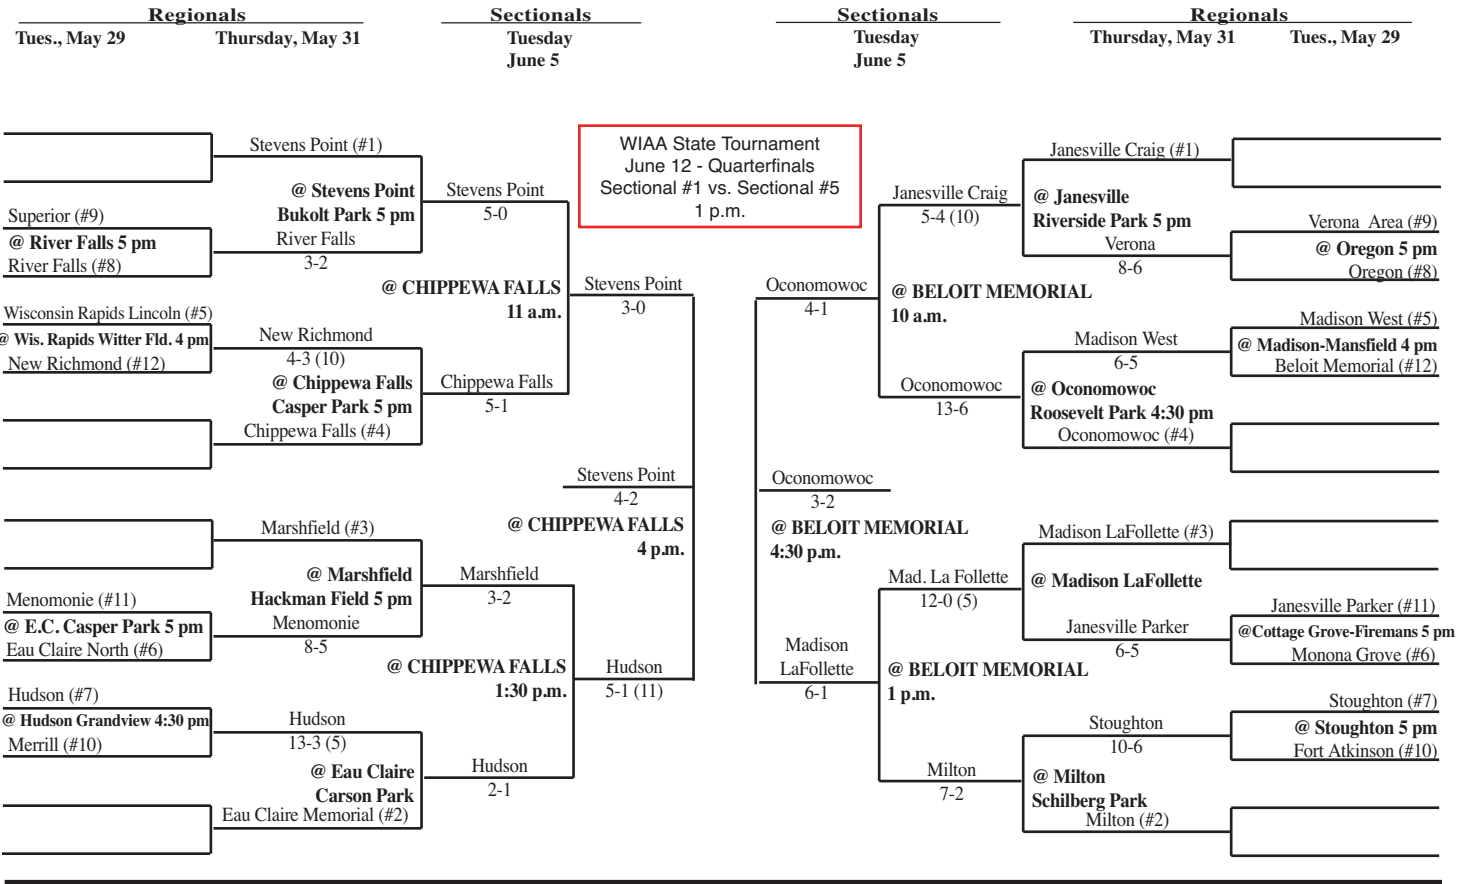 Regionals
Sectionals
Sectionals
Regionals
Tues., May 29
Thursday, May 31
Tuesday
June 5
Tuesday
June 5
Thursday, May 31
Tues., May 29
WIAA State Tournament
June 12 - Quarterfinals
Sectional #1 vs. Sectional #5
1 p.m.
Superior (#9)
@ River Falls 5 pm
River Falls (#8)
Wisconsin Rapids Lincoln (#5)
@ Wis. Rapids Witter Fld. 4 pm
New Richmond (#12)
Menomonie (#11)
@ E.C. Casper Park 5 pm
Eau Claire North (#6)
Hudson (#7)
@ Hudson Grandview 4:30 pm
Merrill (#10)
Stevens Point (#1)
@ Stevens Point
Bukolt Park 5 pm
River Falls
3-2
New Richmond
4-3 (10)
@ Chippewa Falls
Casper Park 5 pm
Chippewa Falls (#4)
Marshfield (#3)
@ Marshfield
Hackman Field 5 pm
Menomonie
8-5
Hudson
13-3 (5)
@ Eau Claire
Carson Park
Eau Claire Memorial (#2)
Stevens Point
5-0
@ CHIPPEWA FALLS
11 a.m.
Chippewa Falls
5-1
Marshfield
3-2
@ CHIPPEWA FALLS
1:30 p.m.
Hudson
2-1
Stevens Point
3-0
Stevens Point
4-2
@ CHIPPEWA FALLS
4 p.m.
Hudson
5-1 (11)
Oconomowoc
4-1
Oconomowoc
3-2
@ BELOIT MEMORIAL
4:30 p.m.
Madison
LaFollette
6-1
Janesville Craig
5-4 (10)
@ BELOIT MEMORIAL
10 a.m.
Oconomowoc
13-6
Mad. La Follette
12-0 (5)
@ BELOIT MEMORIAL
1 p.m.
Milton
7-2
Janesville Craig (#1)
@ Janesville
Riverside Park 5 pm
Verona
8-6
Madison West
6-5
@ Oconomowoc
Roosevelt Park 4:30 pm
Oconomowoc (#4)
Madison LaFollette (#3)
@ Madison LaFollette
Janesville Parker
6-5
Stoughton
10-6
@ Milton
Schilberg Park
Milton (#2)
Verona Area (#9)
@ Oregon 5 pm
Oregon (#8)
Madison West (#5)
@ Madison-Mansfield 4 pm
Beloit Memorial (#12)
Janesville Parker (#11)
@Cottage Grove-Firemans 5 pm
Monona Grove (#6)
Stoughton (#7)
@ Stoughton 5 pm
Fort Atkinson (#10)